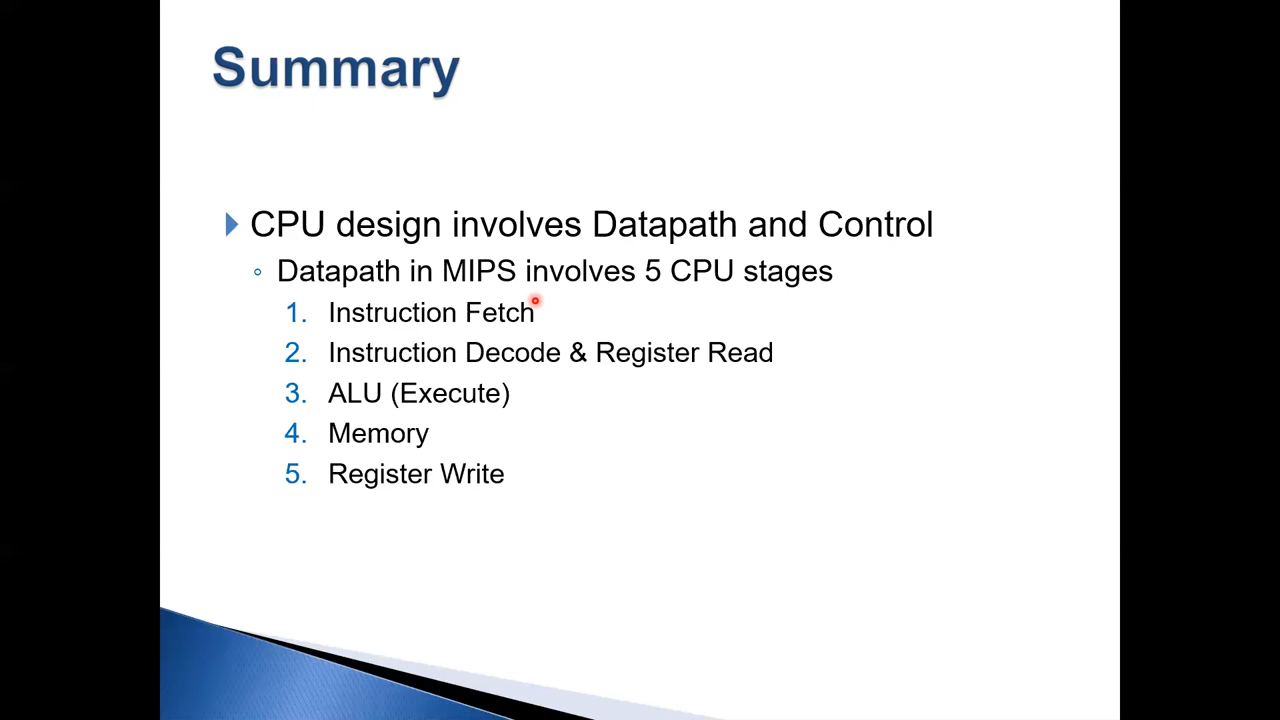 Summary
CPU design involves Datapath and Control
Datapath in MIPS involves 5 CPU stages
1. Instruction Fetch
2. Instruction Decode & Register Read
3. ALU (Execute)
4. Memory
5. Register Write